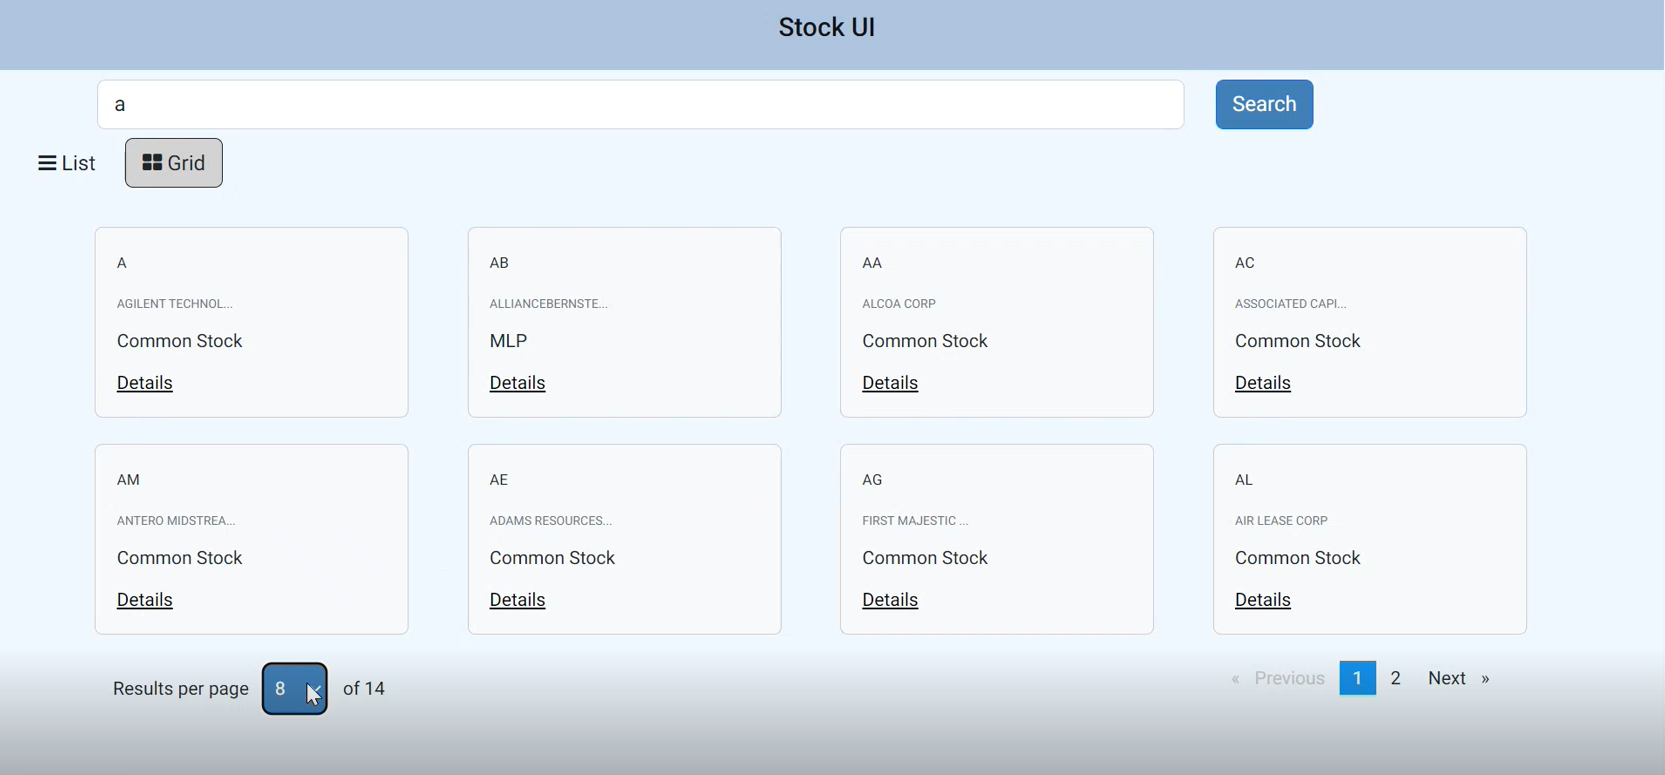 Stock UI
a
Search
List
Grid
A
AB
AA
AC
AGILENT TECHNOL...
ALLIANCEBERNSTE...
ALCOA CORP
ASSOCIATED CAPI...
Common Stock
MLP
Common Stock
Common Stock
Details
Details
Details
Details
AM
AE
AG
AL
ANTERO MIDSTREA...
ADAMS RESOURCES...
FIRST MAJESTIC ...
AIR LEASE CORP
Common Stock
Common Stock
Common Stock
Common Stock
Details
Details
Details
Details
Results per page 8 of 14
« Previous 1 2 Next »